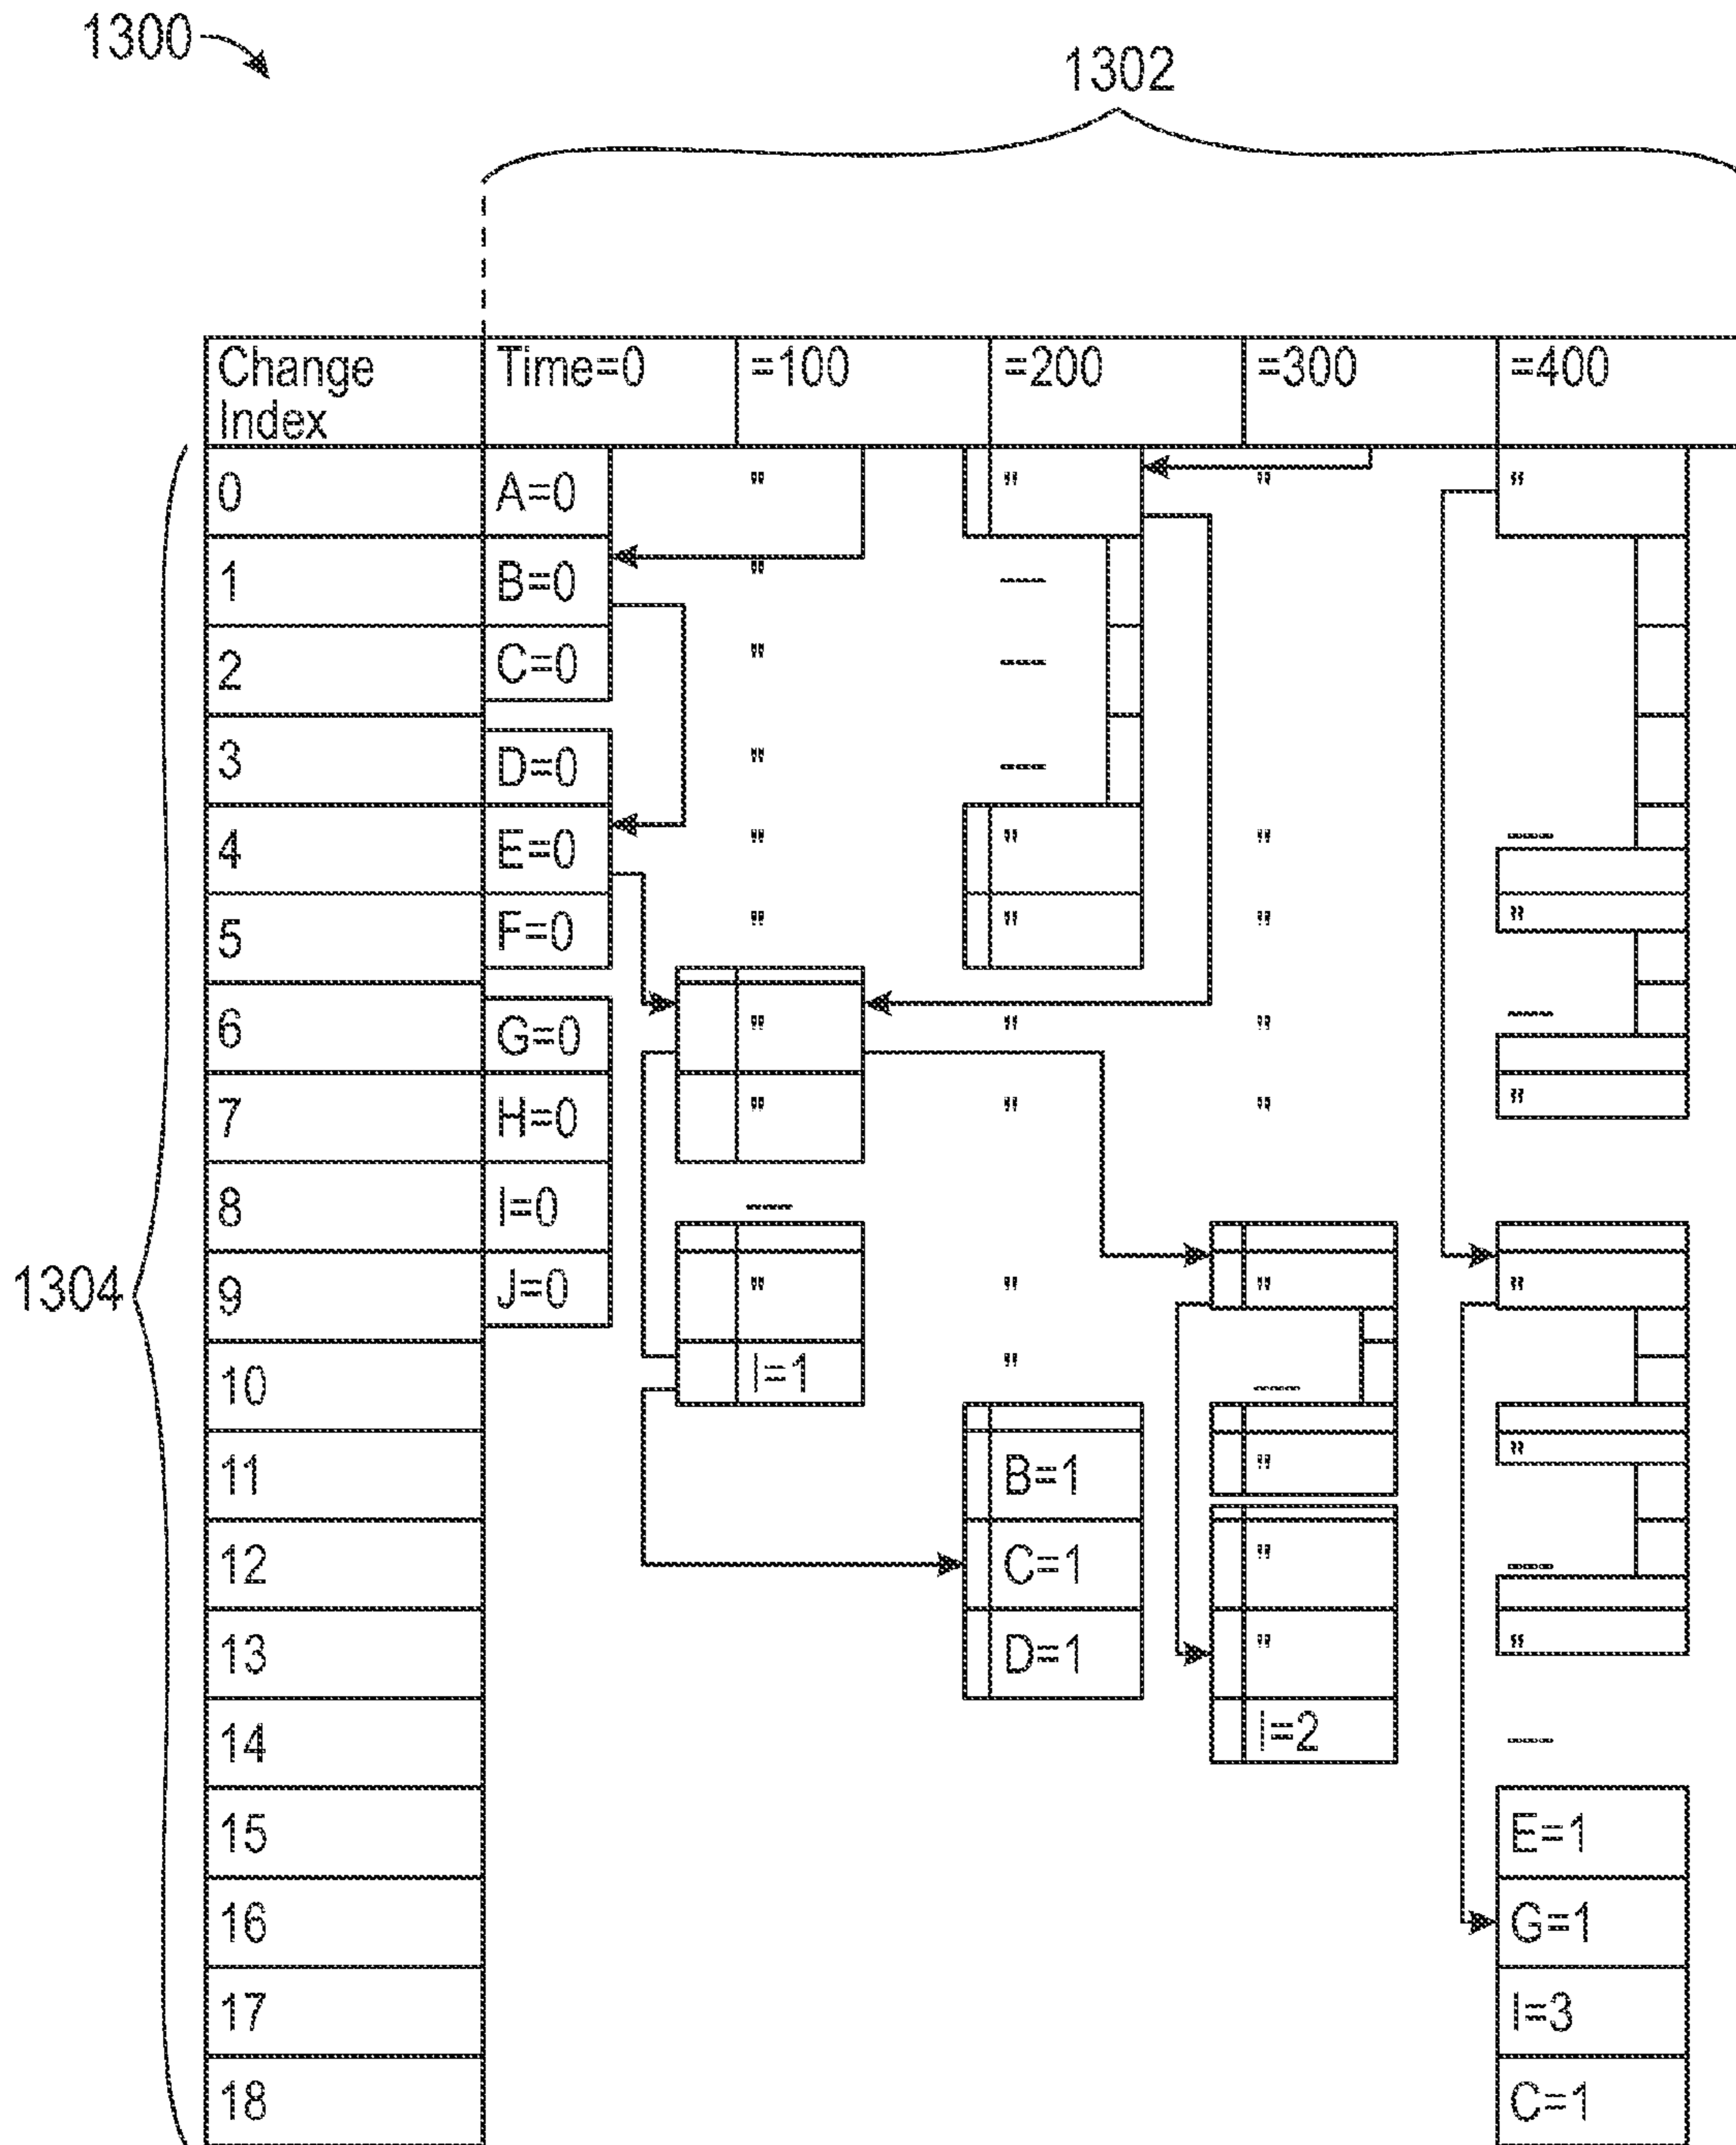 1300
1302
Change Index Time=0 =100 =200 =300 =400
0 A=0 " " " "
1 B=0 " ---
2 C=0 " ---
3 D=0 " ---
4 E=0 " " " ---
5 F=0 " " " "
6 G=0 " " " ---
7 H=0 " " " "
8 I=0 ---
1304
9 J=0 " " " "
10 I=1 " ---
11 B=1 " "
12 C=1 " ---
13 D=1 " "
14 I=2 ---
15 E=1
16 G=1
17 I=3
18 C=1